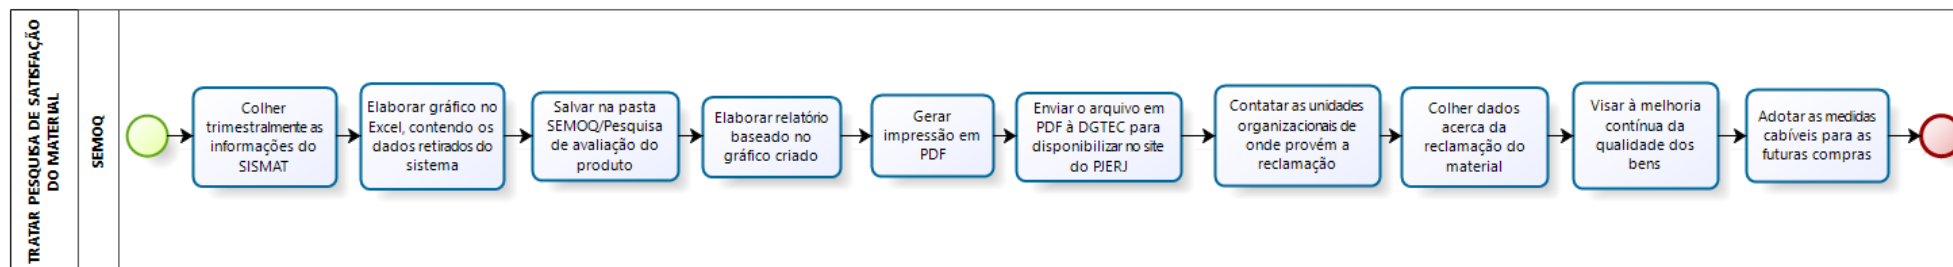 TRATAR PESQUISA DE SATISFAÇÃO
DO MATERIAL
SEMOQ
Colher
trimestralmente as
informações do
SISMAT
Elaborar gráfico no
Excel, contendo os
dados retirados do
sistema
Salvar na pasta
SEMOQ/Pesquisa
de avaliação do
produto
Elaborar relatório
baseado no
gráfico criado
Gerar
impressão em
PDF
Enviar o arquivo em
PDF à DGTEC para
disponibilizar no site
do PJERJ
Contatar as unidades
organizacionais de
onde provém a
reclamação
Colher dados
acerca da
reclamação do
material
Visar à melhoria
contínua da
qualidade dos
bens
Adotar as medidas
cabíveis para as
futuras compras